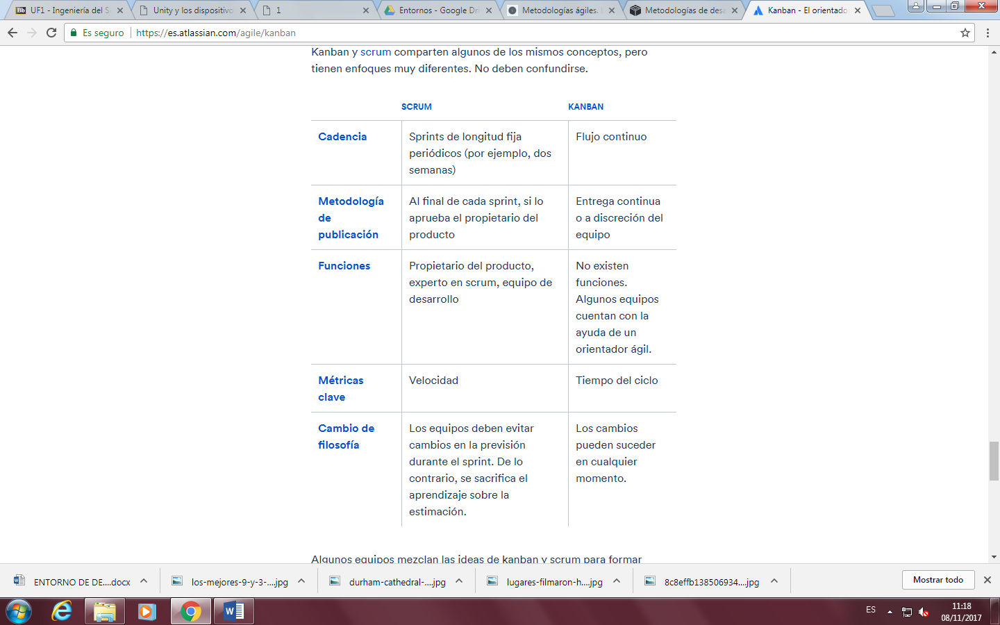 UF1 - Ingeniería del S
Unity y los dispositivo
1
Entornos - Google Dri
Metodologías ágiles.
Metodologías de desa
Kanban - El orientado
Es seguro
https://es.atlassian.com/agile/kanban
Kanban y scrum comparten algunos de los mismos conceptos, pero
tienen enfoques muy diferentes. No deben confundirse.
SCRUM
KANBAN
Cadencia
Sprints de longitud fija
periódicos (por ejemplo, dos
semanas)
Flujo continuo
Metodología
de
publicación
Al final de cada sprint, si lo
aprueba el propietario del
producto
Entrega continua
o a discreción del
equipo
Funciones
Propietario del producto,
experto en scrum, equipo de
desarrollo
No existen
funciones.
Algunos equipos
cuentan con la
ayuda de un
orientador ágil.
Métricas
clave
Velocidad
Tiempo del ciclo
Cambio de
filosofía
Los equipos deben evitar
cambios en la previsión
durante el sprint. De lo
contrario, se sacrifica el
aprendizaje sobre la
estimación.
Los cambios
pueden suceder
en cualquier
momento.
Algunos equipos mezclan las ideas de kanban y scrum para formar
ENTORNO DE DE....docx
los-mejores-9-y-3-....jpg
durham-cathedral-....jpg
lugares-filmaron-h....jpg
8c8effb138506934....jpg
Mostrar todo
ES
11:18
08/11/2017